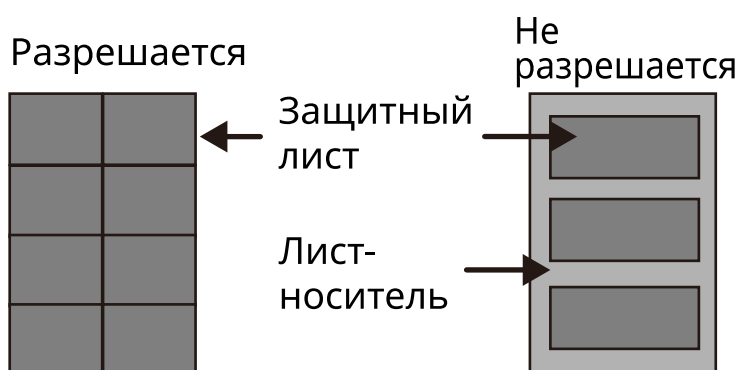 Разрешается
Не
разрешается
Защитный
лист
Лист-
носитель